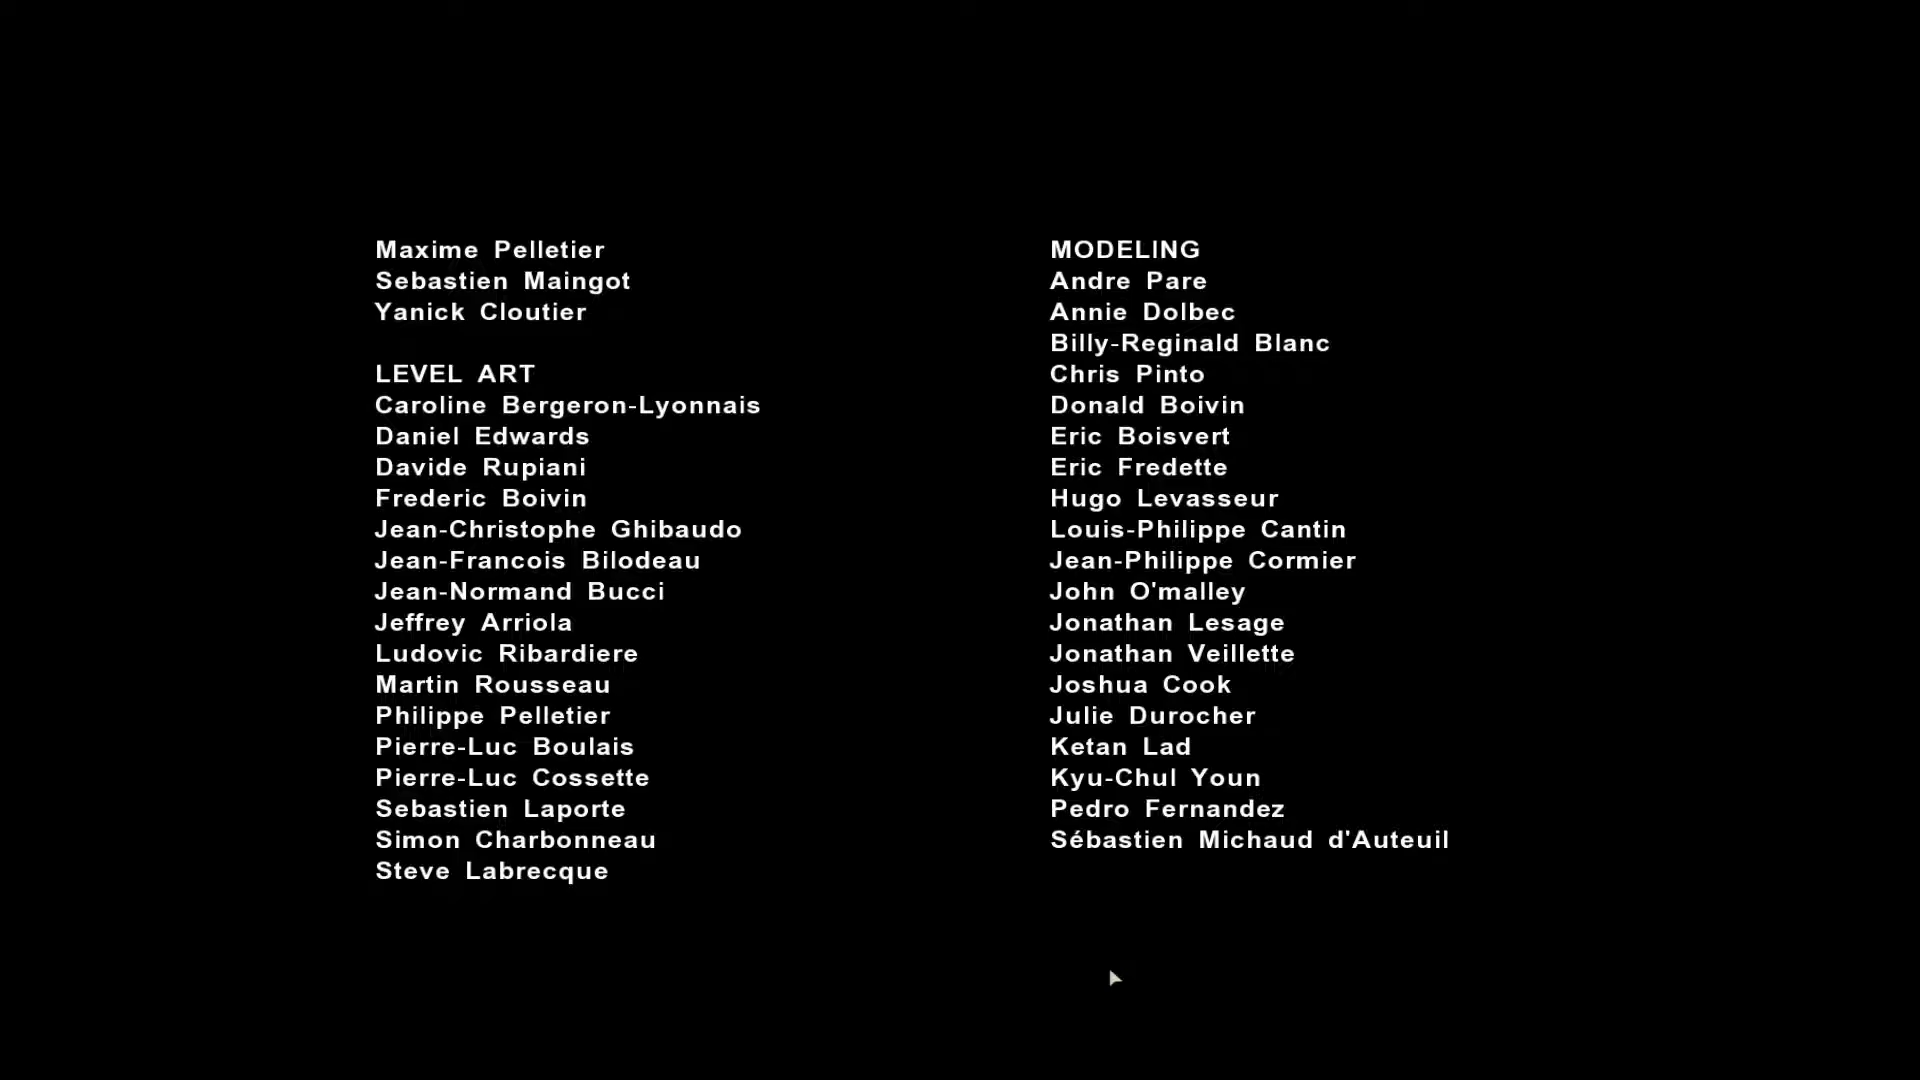 Maxime Pelletier
Sebastien Maingot
Yanick Cloutier
LEVEL ART
Caroline Bergeron-Lyonnais
Daniel Edwards
Davide Rupiani
Frederic Boivin
Jean-Christophe Ghibaudo
Jean-Francois Bilodeau
Jean-Normand Bucci
Jeffrey Arriola
Ludovic Ribardiere
Martin Rousseau
Philippe Pelletier
Pierre-Luc Boulais
Pierre-Luc Cossette
Sebastien Laporte
Simon Charbonneau
Steve Labrecque
MODELING
Andre Pare
Annie Dolbec
Billy-Reginald Blanc
Chris Pinto
Donald Boivin
Eric Boisvert
Eric Fredette
Hugo Levasseur
Louis-Philippe Cantin
Jean-Philippe Cormier
John O'malley
Jonathan Lesage
Jonathan Veillette
Joshua Cook
Julie Durocher
Ketan Lad
Kyu-Chul Youn
Pedro Fernandez
Sébastien Michaud d'Auteuil